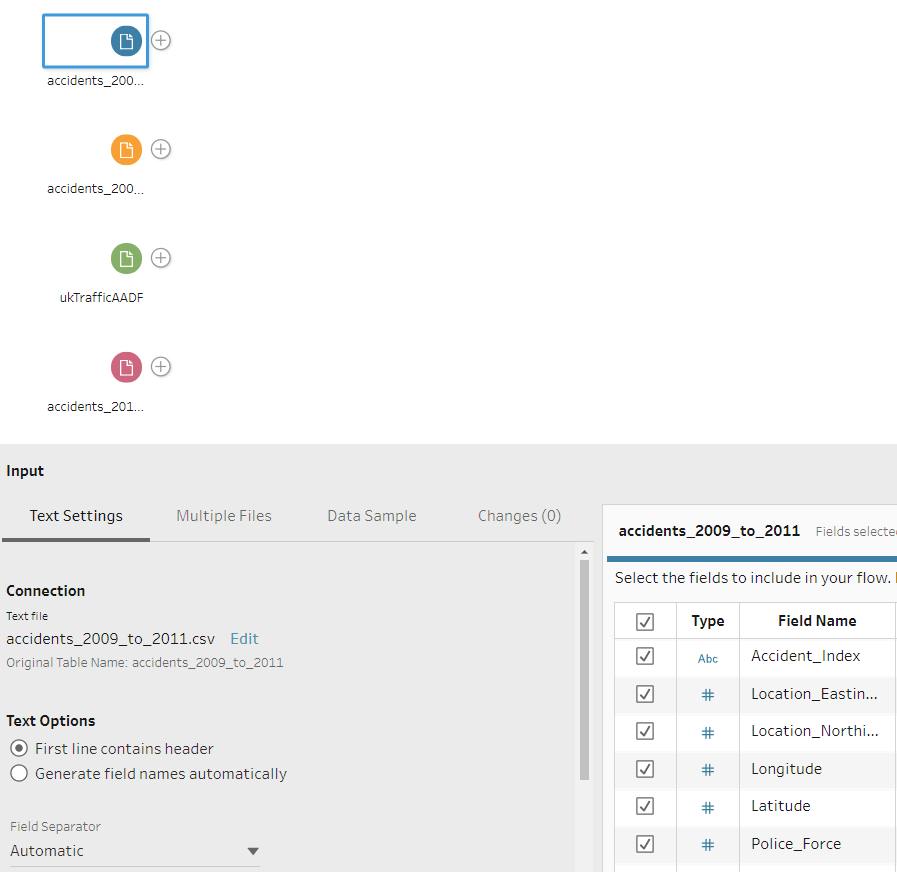 accidents_200...
accidents_200...
ukTrafficAADF
accidents_201...
Input
Text Settings Multiple Files Data Sample Changes (0)
Connection
Text file
accidents_2009_to_2011.csv Edit
Original Table Name: accidents_2009_to_2011
Text Options
First line contains header
Generate field names automatically
Field Separator
Automatic
accidents_2009_to_2011 Fields selecte
Select the fields to include in your flow.
Type Field Name
Abc Accident_Index
# Location_Eastin...
# Location_Northi...
# Longitude
# Latitude
# Police_Force